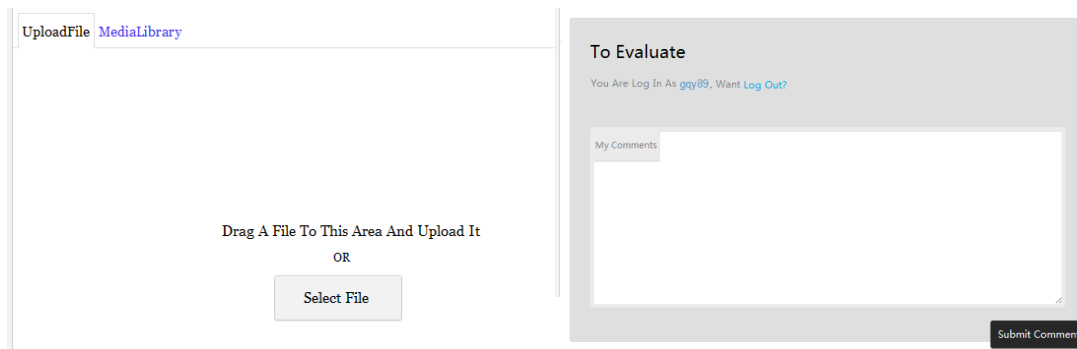 UploadFile MediaLibrary
Drag A File To This Area And Upload It
OR
Select File
To Evaluate
You Are Log In As gqy89, Want Log Out?
My Comments
Submit Commen